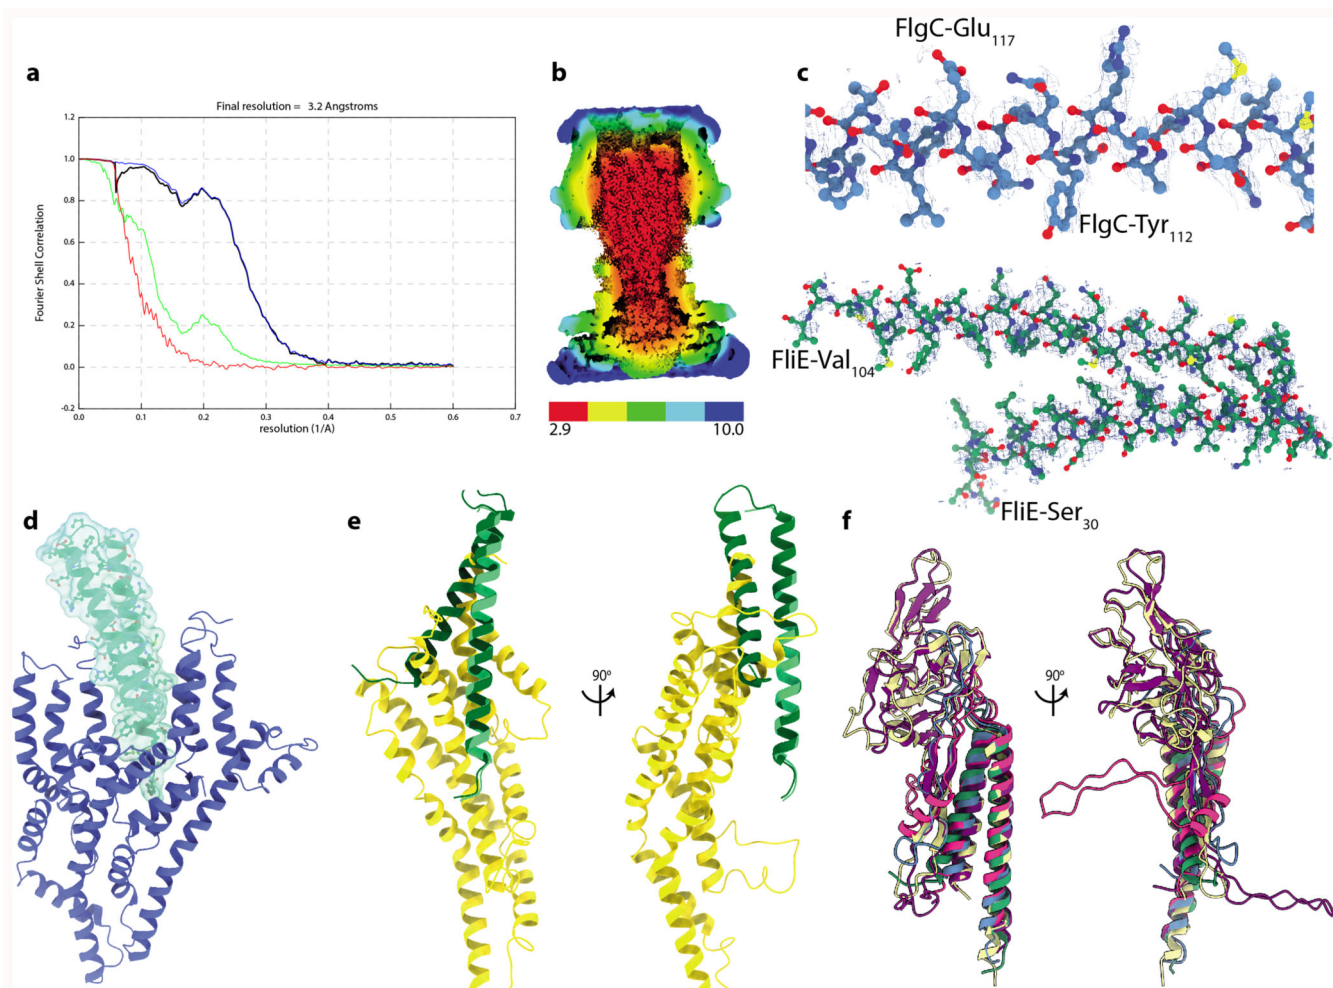 a
Final resolution = 3.2 Angstroms
Fourier Shell Correlation
1.2
1.0
0.8
0.6
0.4
0.2
0.0
-0.2
0.0 0.1 0.2 0.3 0.4 0.5 0.6 0.7
resolution (1/A)
b
2.9 10.0
c
FlgC-Glu117
FlgC-Tyr112
FliE-Val104
FliE-Ser30
d
e
90º
f
90º